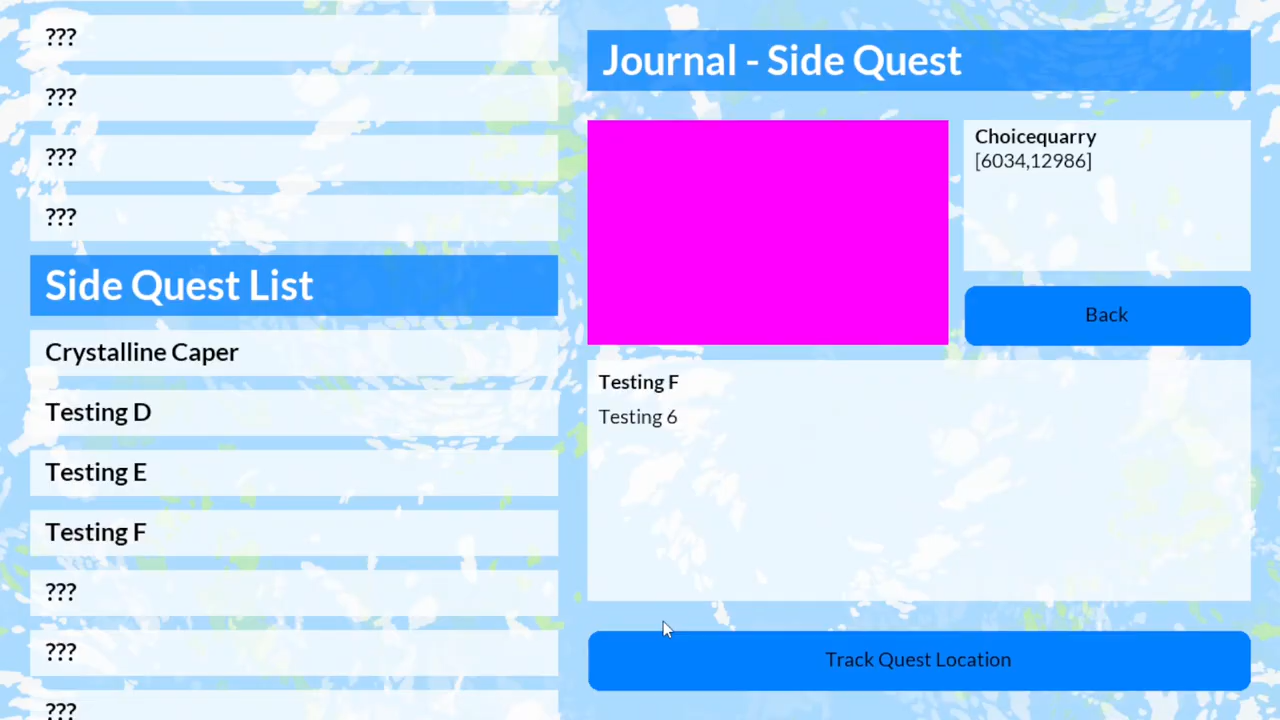 ???
???
???
???
Side Quest List
Crystalline Caper
Testing D
Testing E
Testing F
???
???
???
Journal - Side Quest
Choicequarry
[6034,12986]
Back
Testing F
Testing 6
Track Quest Location